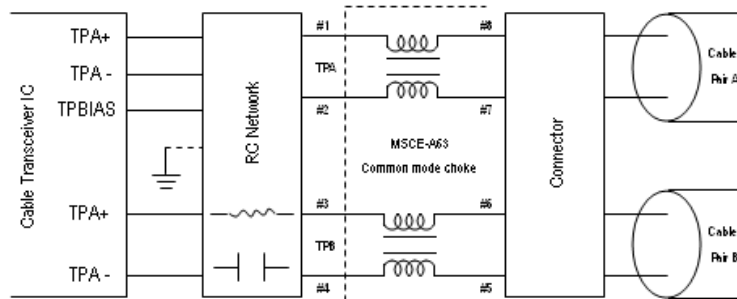 Cable Transceiver IC
TPA+
TPA -
TPBIAS
TPA+
TPA -
RC Network
#1
TPA
#2
#3
TPB
#4
#8
#7
MSCE-A63
Common mode choke
#6
#5
Connector
Cable
Pair A
Cable
Pair B